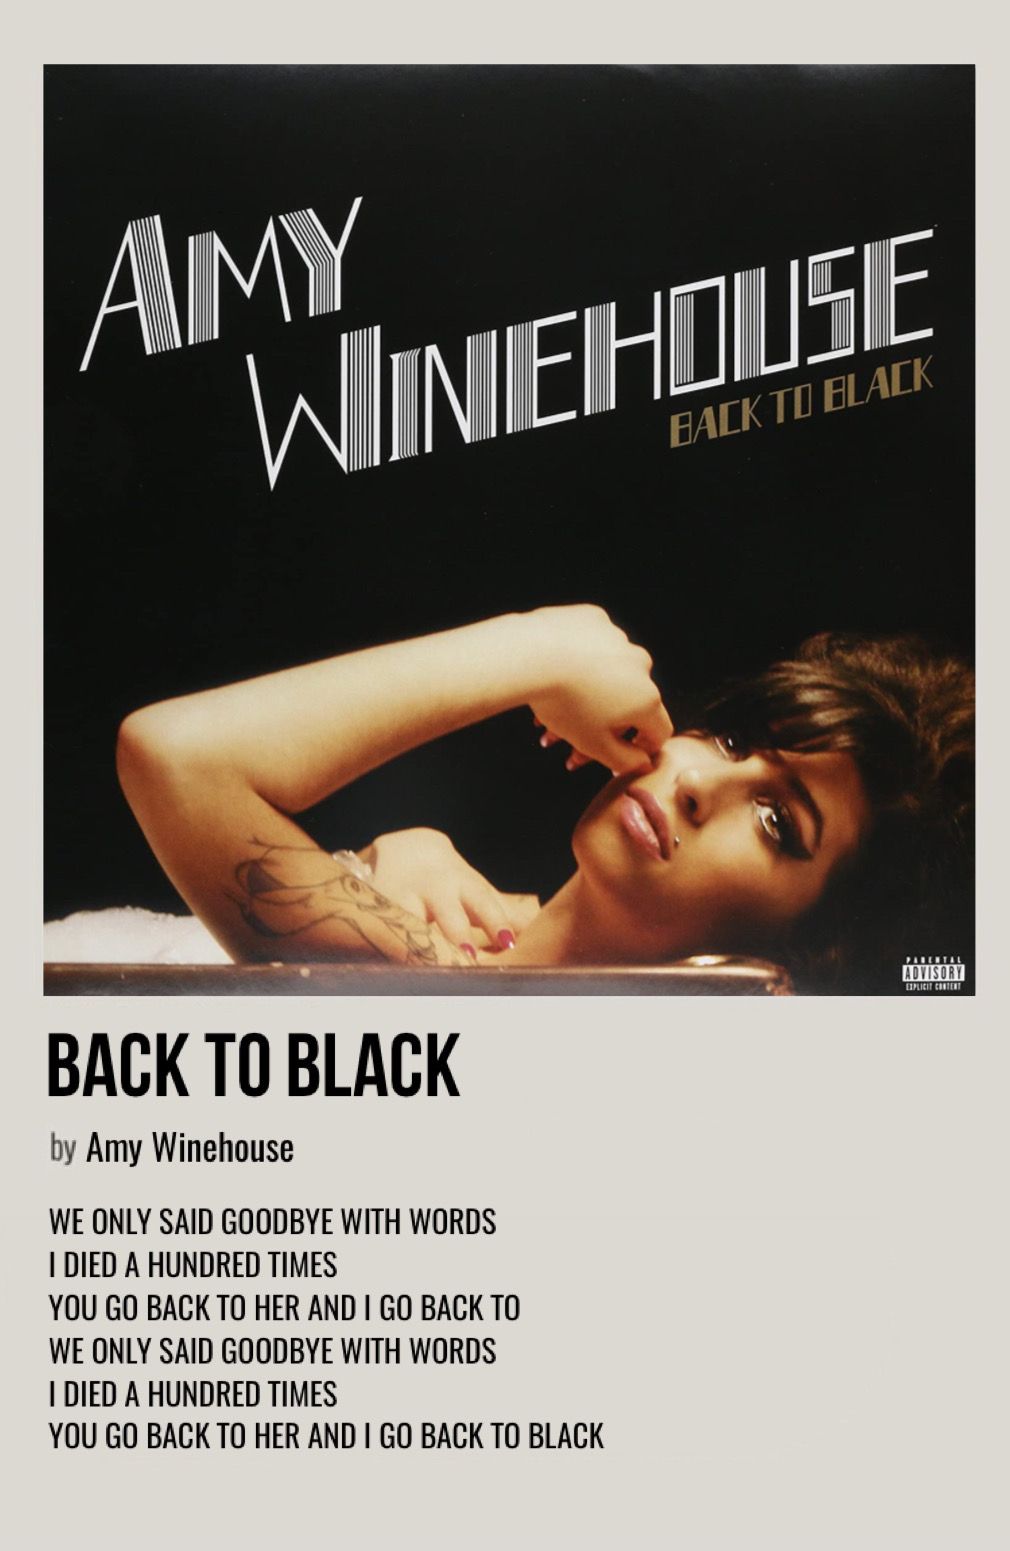 AMY
WINEHOUSE
BACK TO BLACK
PARENTAL
ADVISORY
EXPLICIT CONTENT
BACK TO BLACK
by Amy Winehouse
WE ONLY SAID GOODBYE WITH WORDS
I DIED A HUNDRED TIMES
YOU GO BACK TO HER AND I GO BACK TO
WE ONLY SAID GOODBYE WITH WORDS
I DIED A HUNDRED TIMES
YOU GO BACK TO HER AND I GO BACK TO BLACK